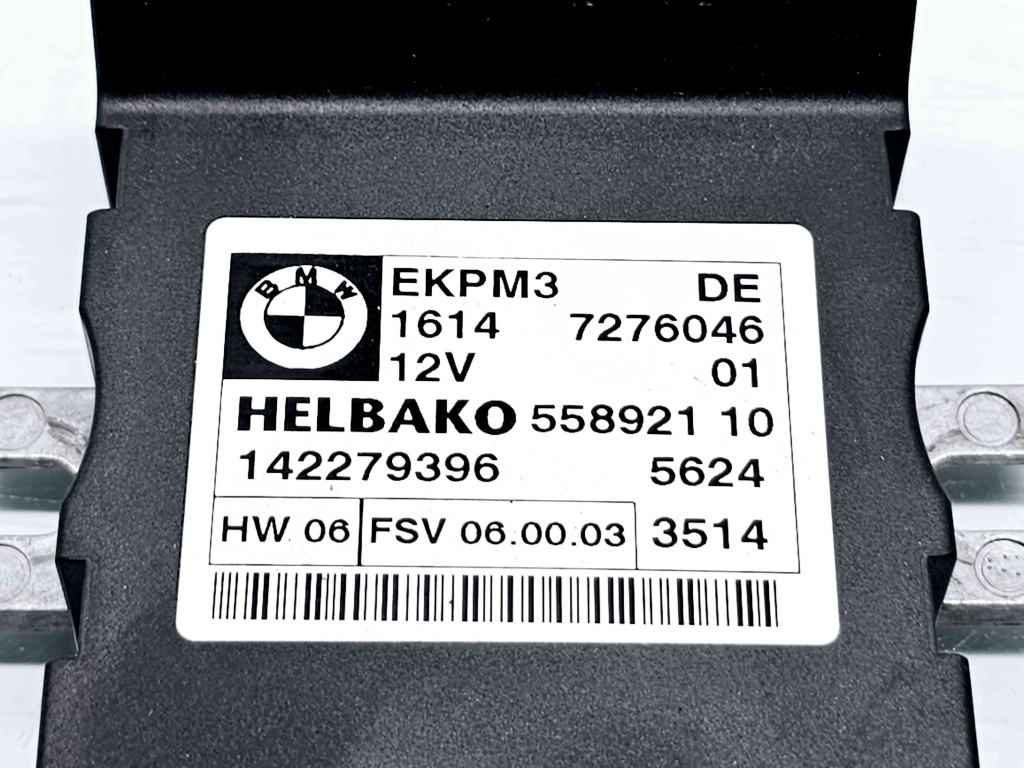 BMW
EKPM3 DE
1614 7276046
12V 01
HELBAKO 558921 10
142279396 5624
HW 06 FSV 06.00.03 3514